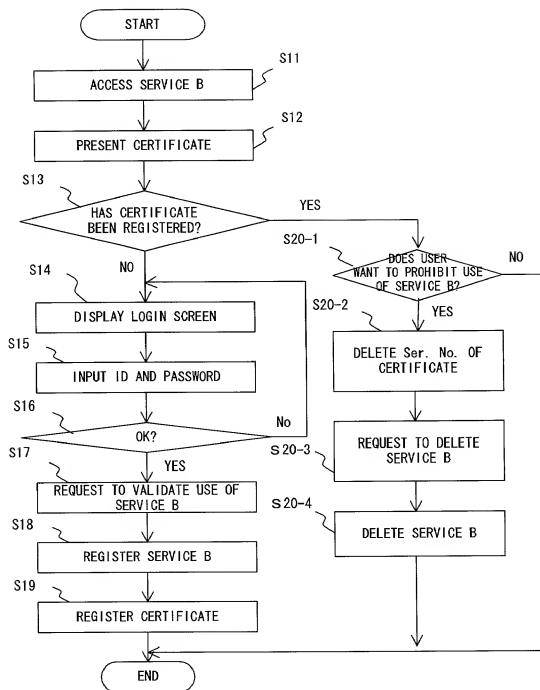 START
S11
ACCESS SERVICE B
S12
PRESENT CERTIFICATE
S13
HAS CERTIFICATE
BEEN REGISTERED?
YES
NO
S20-1
DOES USER
WANT TO PROHIBIT USE
OF SERVICE B?
NO
YES
S14
DISPLAY LOGIN SCREEN
S20-2
DELETE Ser. No. OF
CERTIFICATE
S15
INPUT ID AND PASSWORD
S16
OK?
No
YES
S20-3
REQUEST TO DELETE
SERVICE B
S17
REQUEST TO VALIDATE USE OF
SERVICE B
S20-4
DELETE SERVICE B
S18
REGISTER SERVICE B
S19
REGISTER CERTIFICATE
END